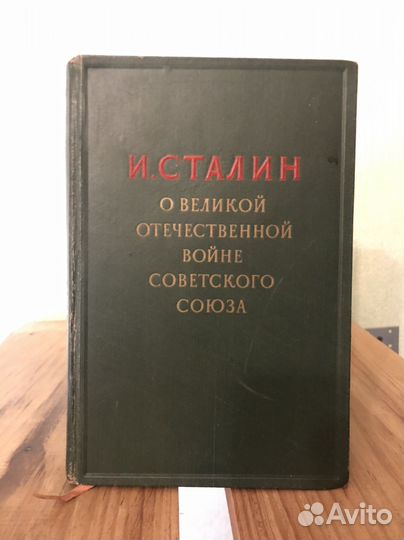 И. СТАЛИН
О ВЕЛИКОЙ
ОТЕЧЕСТВЕННОЙ
ВОЙНЕ
СОВЕТСКОГО
СОЮЗА
Avito